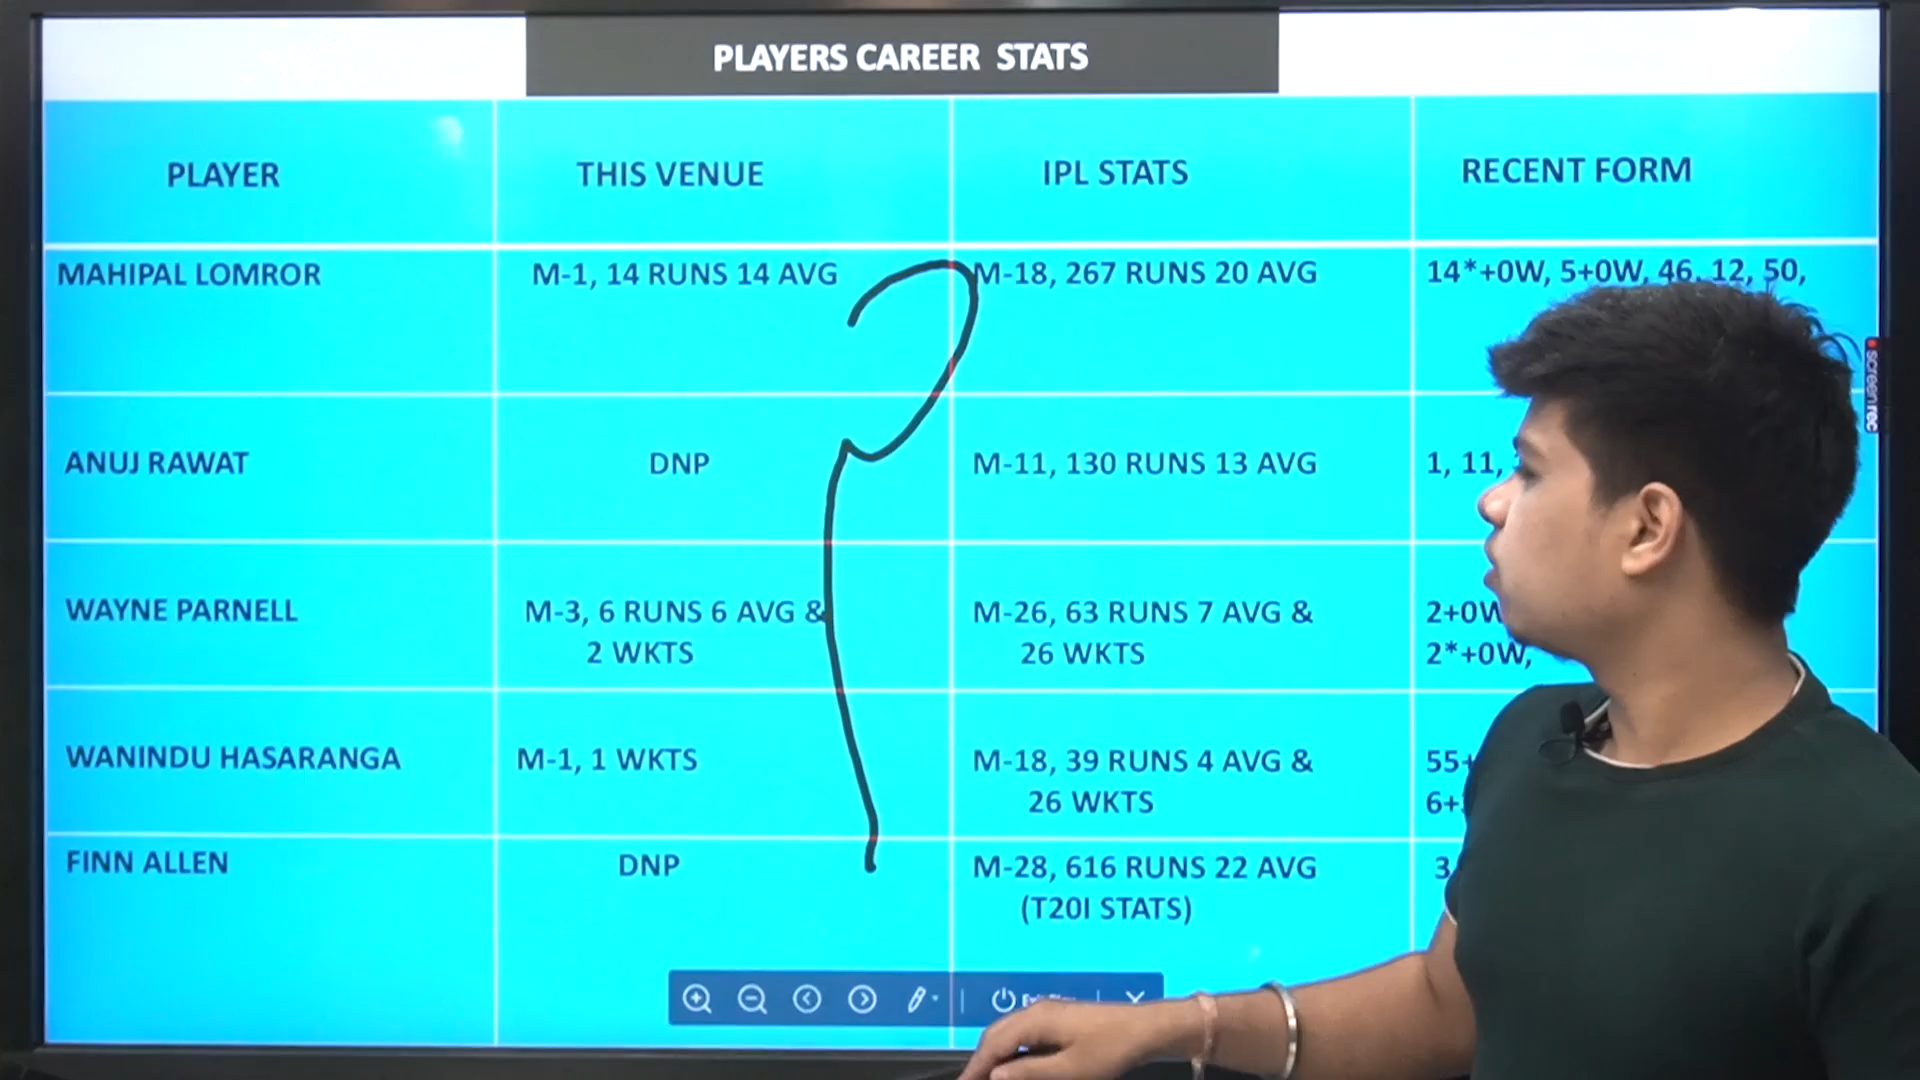 PLAYERS CAREER STATS
PLAYER THIS VENUE IPL STATS RECENT FORM
MAHIPAL LOMROR M-1, 14 RUNS 14 AVG M-18, 267 RUNS 20 AVG 14*+0W, 5+0W, 46, 12, 50,
ANUJ RAWAT DNP M-11, 130 RUNS 13 AVG 1, 11,
WAYNE PARNELL M-3, 6 RUNS 6 AVG & M-26, 63 RUNS 7 AVG & 2+0W
2 WKTS 26 WKTS 2*+0W,
WANINDU HASARANGA M-1, 1 WKTS M-18, 39 RUNS 4 AVG & 55+
26 WKTS 6+
FINN ALLEN DNP M-28, 616 RUNS 22 AVG 3
(T20I STATS)
screenrec